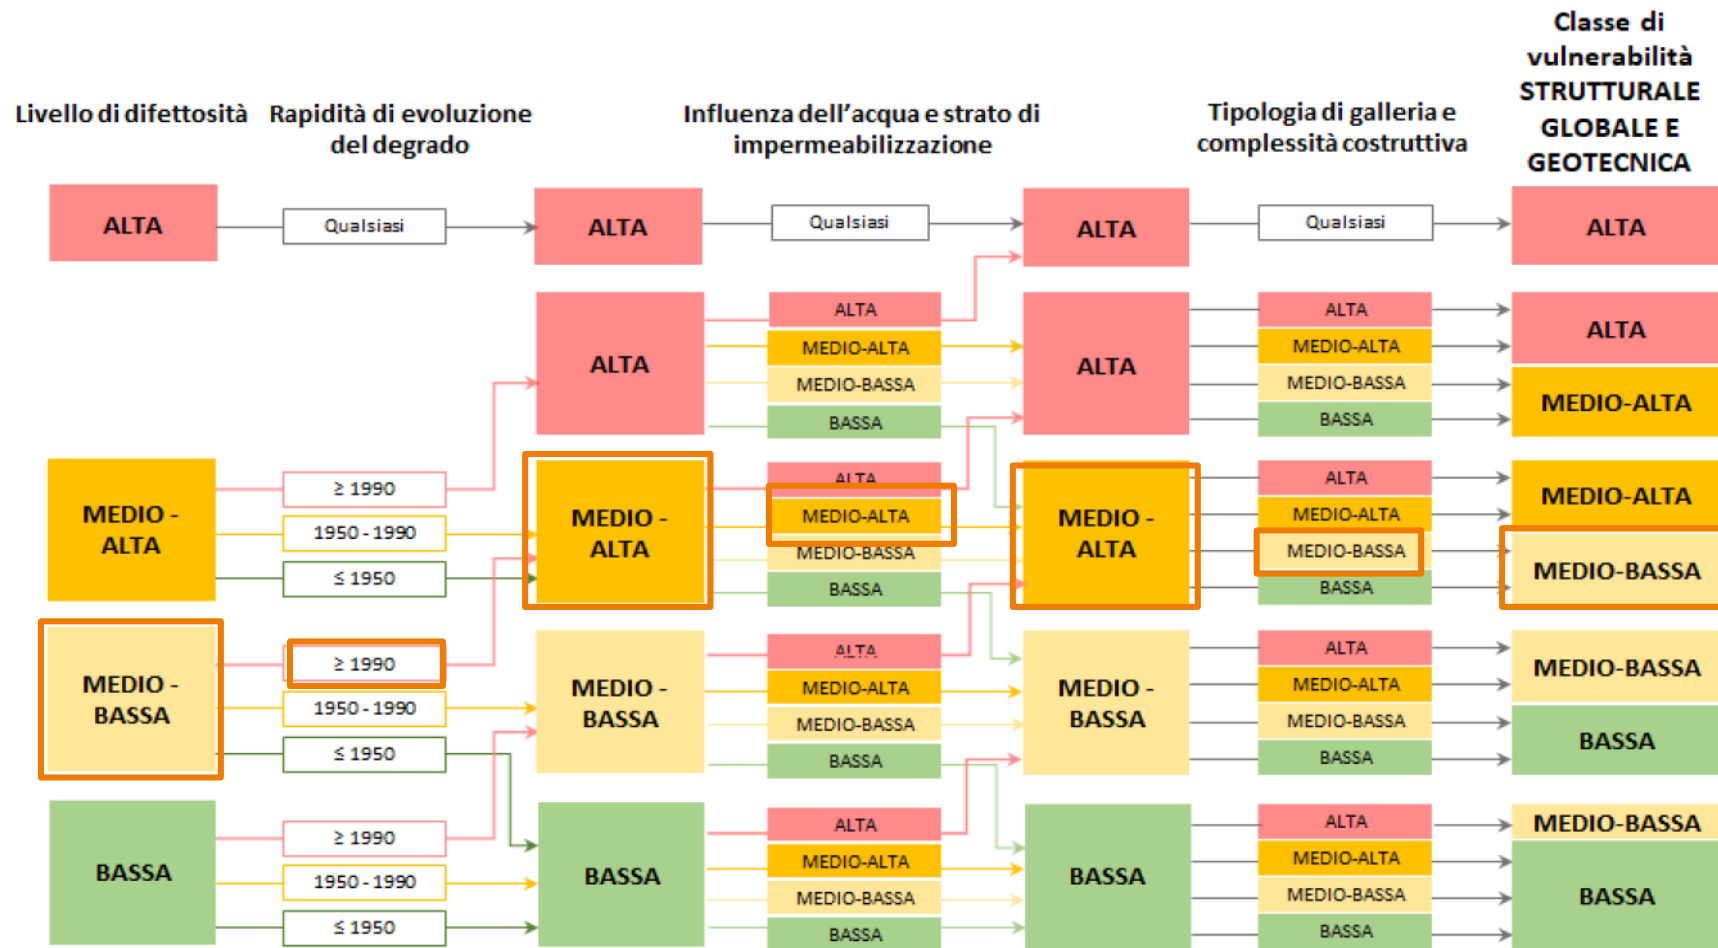 Livello di difettosità
Rapidità di evoluzione
del degrado
Influenza dell'acqua e strato di
impermeabilizzazione
Tipologia di galleria e
complessità costruttiva
Classe di
vulnerabilità
STRUTTURALE
GLOBALE E
GEOTECNICA
ALTA
Qualsiasi
ALTA
Qualsiasi
ALTA
Qualsiasi
ALTA
ALTA
ALTA
MEDIO-ALTA
MEDIO-BASSA
BASSA
ALTA
ALTA
MEDIO-ALTA
MEDIO-BASSA
BASSA
ALTA
MEDIO-ALTA
MEDIO -
ALTA
≥ 1990
1950 - 1990
≤ 1950
MEDIO -
ALTA
ALTA
MEDIO-ALTA
MEDIO-BASSA
BASSA
MEDIO -
ALTA
ALTA
MEDIO-ALTA
MEDIO-BASSA
BASSA
MEDIO-ALTA
MEDIO-BASSA
MEDIO -
BASSA
≥ 1990
1950 - 1990
≤ 1950
MEDIO -
BASSA
ALTA
MEDIO-ALTA
MEDIO-BASSA
BASSA
MEDIO -
BASSA
ALTA
MEDIO-ALTA
MEDIO-BASSA
BASSA
MEDIO-BASSA
BASSA
BASSA
≥ 1990
1950 - 1990
≤ 1950
BASSA
ALTA
MEDIO-ALTA
MEDIO-BASSA
BASSA
BASSA
ALTA
MEDIO-ALTA
MEDIO-BASSA
BASSA
MEDIO-BASSA
BASSA